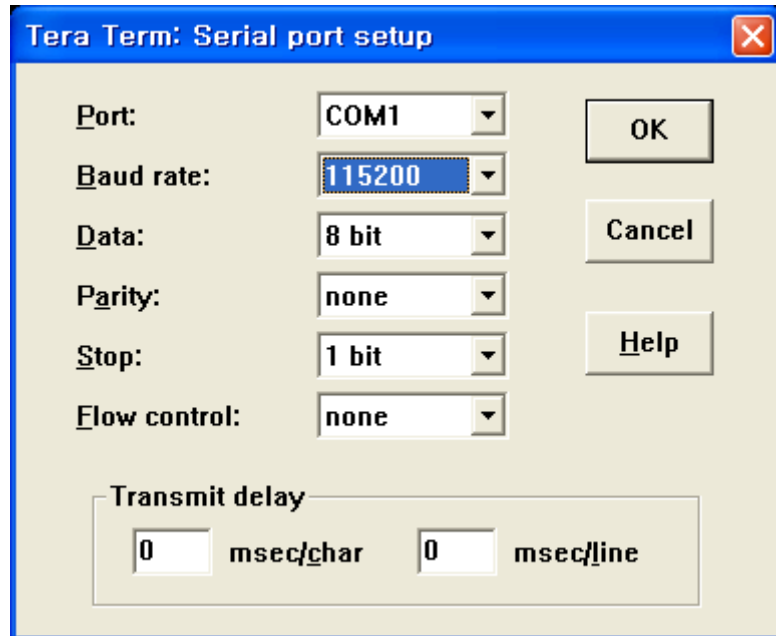 Tera Term: Serial port setup
Port: COM1
Baud rate: 115200
Data: 8 bit
Parity: none
Stop: 1 bit
Flow control: none
OK
Cancel
Help
Transmit delay
0 msec/char 0 msec/line